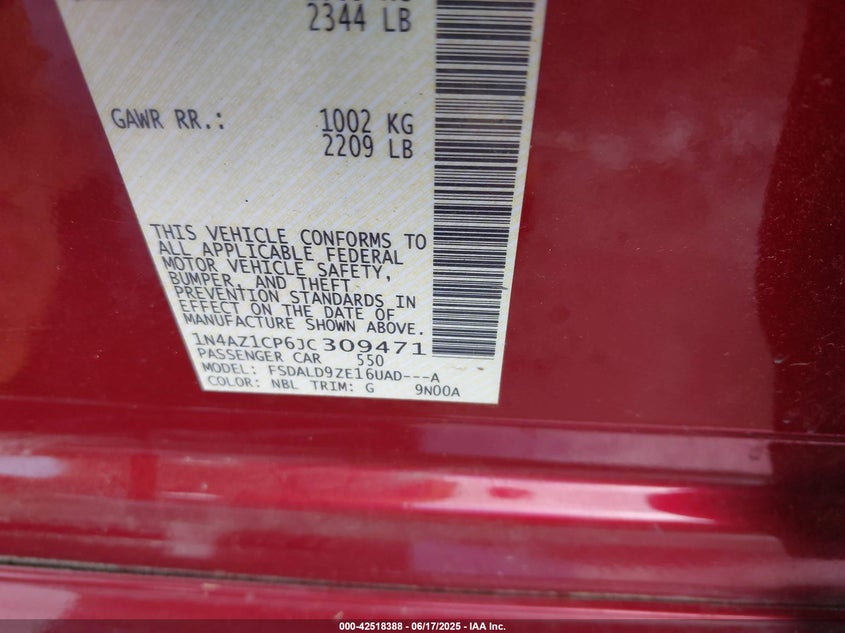 2344 LB
GAWR RR.: 1002 KG
2209 LB
THIS VEHICLE CONFORMS TO
ALL APPLICABLE FEDERAL
MOTOR VEHICLE SAFETY,
BUMPER, AND THEFT
PREVENTION STANDARDS IN
EFFECT ON THE DATE OF
MANUFACTURE SHOWN ABOVE.
1N4AZ1CP6JC309471
PASSENGER CAR 550
MODEL: FSDALD9ZE16UAD---A
COLOR: NBL TRIM: G 9N00A
000-42518388 - 06/17/2025 - IAA Inc.